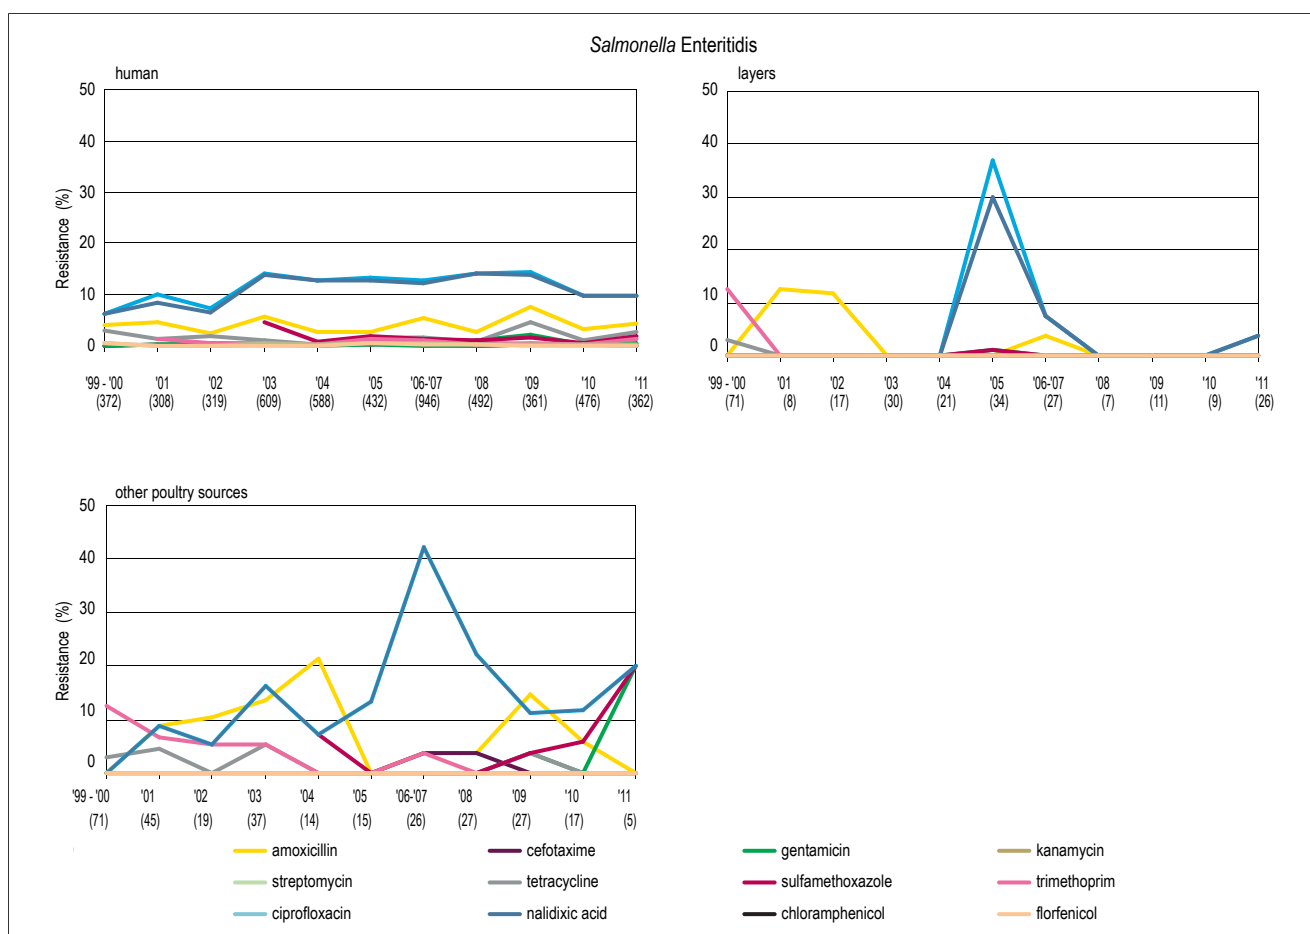 Salmonella Enteritidis
human
50
40
30
20
10
0
Resistance (%)
'99 - '00 '01 '02 '03 '04 '05 '06-'07 '08 '09 '10 '11
(372) (308) (319) (609) (588) (432) (946) (492) (361) (476) (362)
layers
50
40
30
20
10
0
'99 - '00 '01 '02 '03 '04 '05 '06-'07 '08 '09 '10 '11
(71) (8) (17) (30) (21) (34) (27) (7) (11) (9) (26)
other poultry sources
50
40
30
20
10
0
Resistance (%)
'99 - '00 '01 '02 '03 '04 '05 '06-'07 '08 '09 '10 '11
(71) (45) (19) (37) (14) (15) (26) (27) (27) (17) (5)
amoxicillin cefotaxime gentamicin kanamycin
streptomycin tetracycline sulfamethoxazole trimethoprim
ciprofloxacin nalidixic acid chloramphenicol florfenicol